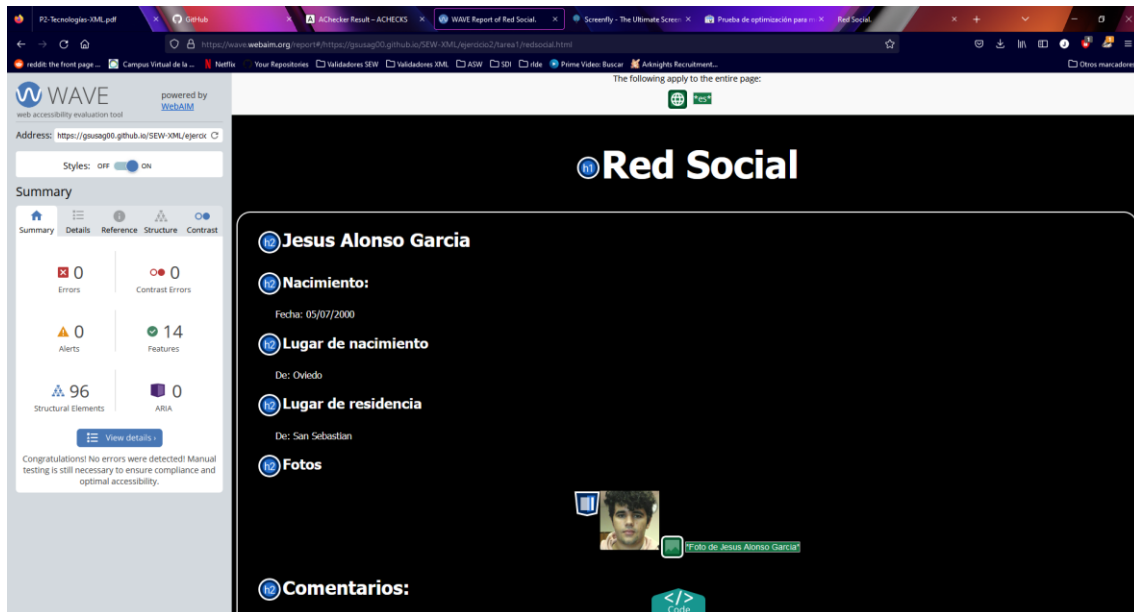 P2-Tecnologías-XML.pdf
GitHub
AChecker Result – ACHECKS
WAVE Report of Red Social.
Screenfly - The Ultimate Screen
Prueba de optimización para m
Red Social.
https://wave.webaim.org/report#/https://gsusag00.github.io/SEW-XML/ejercicio2/tarea1/redsocial.html
reddit: the front page ...
Campus Virtual de la ...
Netflix
Your Repositories
Validadores SEW
Validadores XML
ASW
SDI
rlde
Prime Video: Buscar
Arknights Recruitment...
Otros marcadores
WAVE
web accessibility evaluation tool
powered by
WebAIM
Address: https://gsusag00.github.io/SEW-XML/ejercic
Styles: OFF ON
Summary
Summary Details Reference Structure Contrast
0
Errors
0
Contrast Errors
0
Alerts
14
Features
96
Structural Elements
0
ARIA
View details ›
Congratulations! No errors were detected! Manual
testing is still necessary to ensure compliance and
optimal accessibility.
The following apply to the entire page:
*es*
h1 Red Social
h2 Jesus Alonso Garcia
h2 Nacimiento:
Fecha: 05/07/2000
h2 Lugar de nacimiento
De: Oviedo
h2 Lugar de residencia
De: San Sebastian
h2 Fotos
*Foto de Jesus Alonso Garcia*
h2 Comentarios:
</>
Code